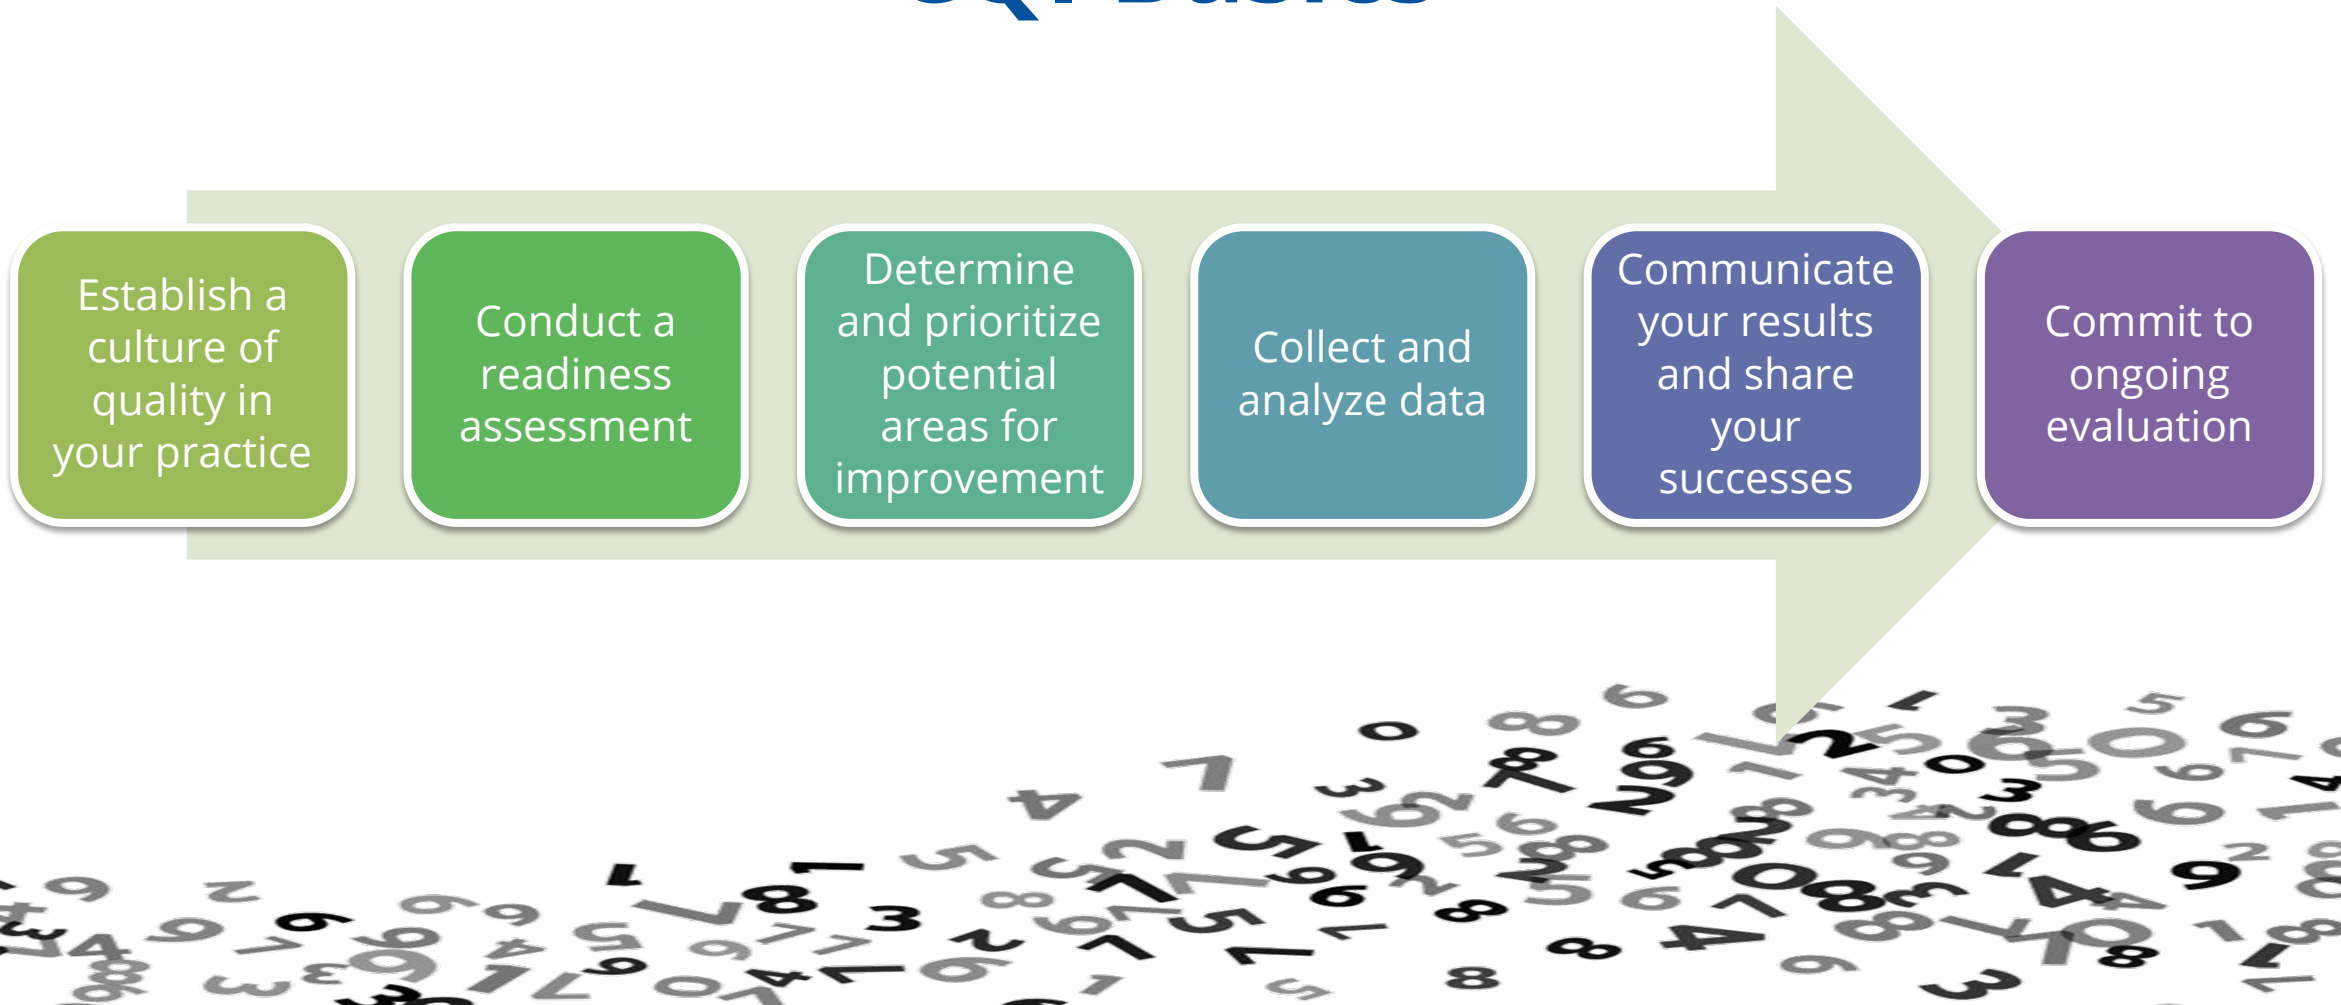 Establish a
culture of
quality in
your practice
Conduct a
readiness
assessment
Determine
and prioritize
potential
areas for
improvement
Collect and
analyze data
Communicate
your results
and share
your
successes
Commit to
ongoing
evaluation